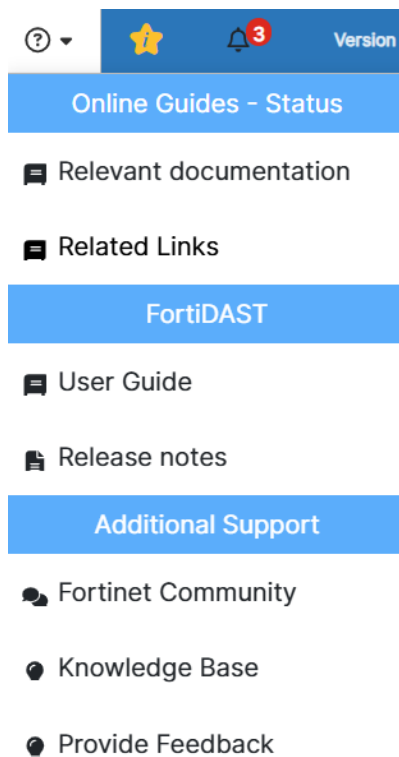 3
Version
Online Guides - Status
Relevant documentation
Related Links
FortiDAST
User Guide
Release notes
Additional Support
Fortinet Community
Knowledge Base
Provide Feedback